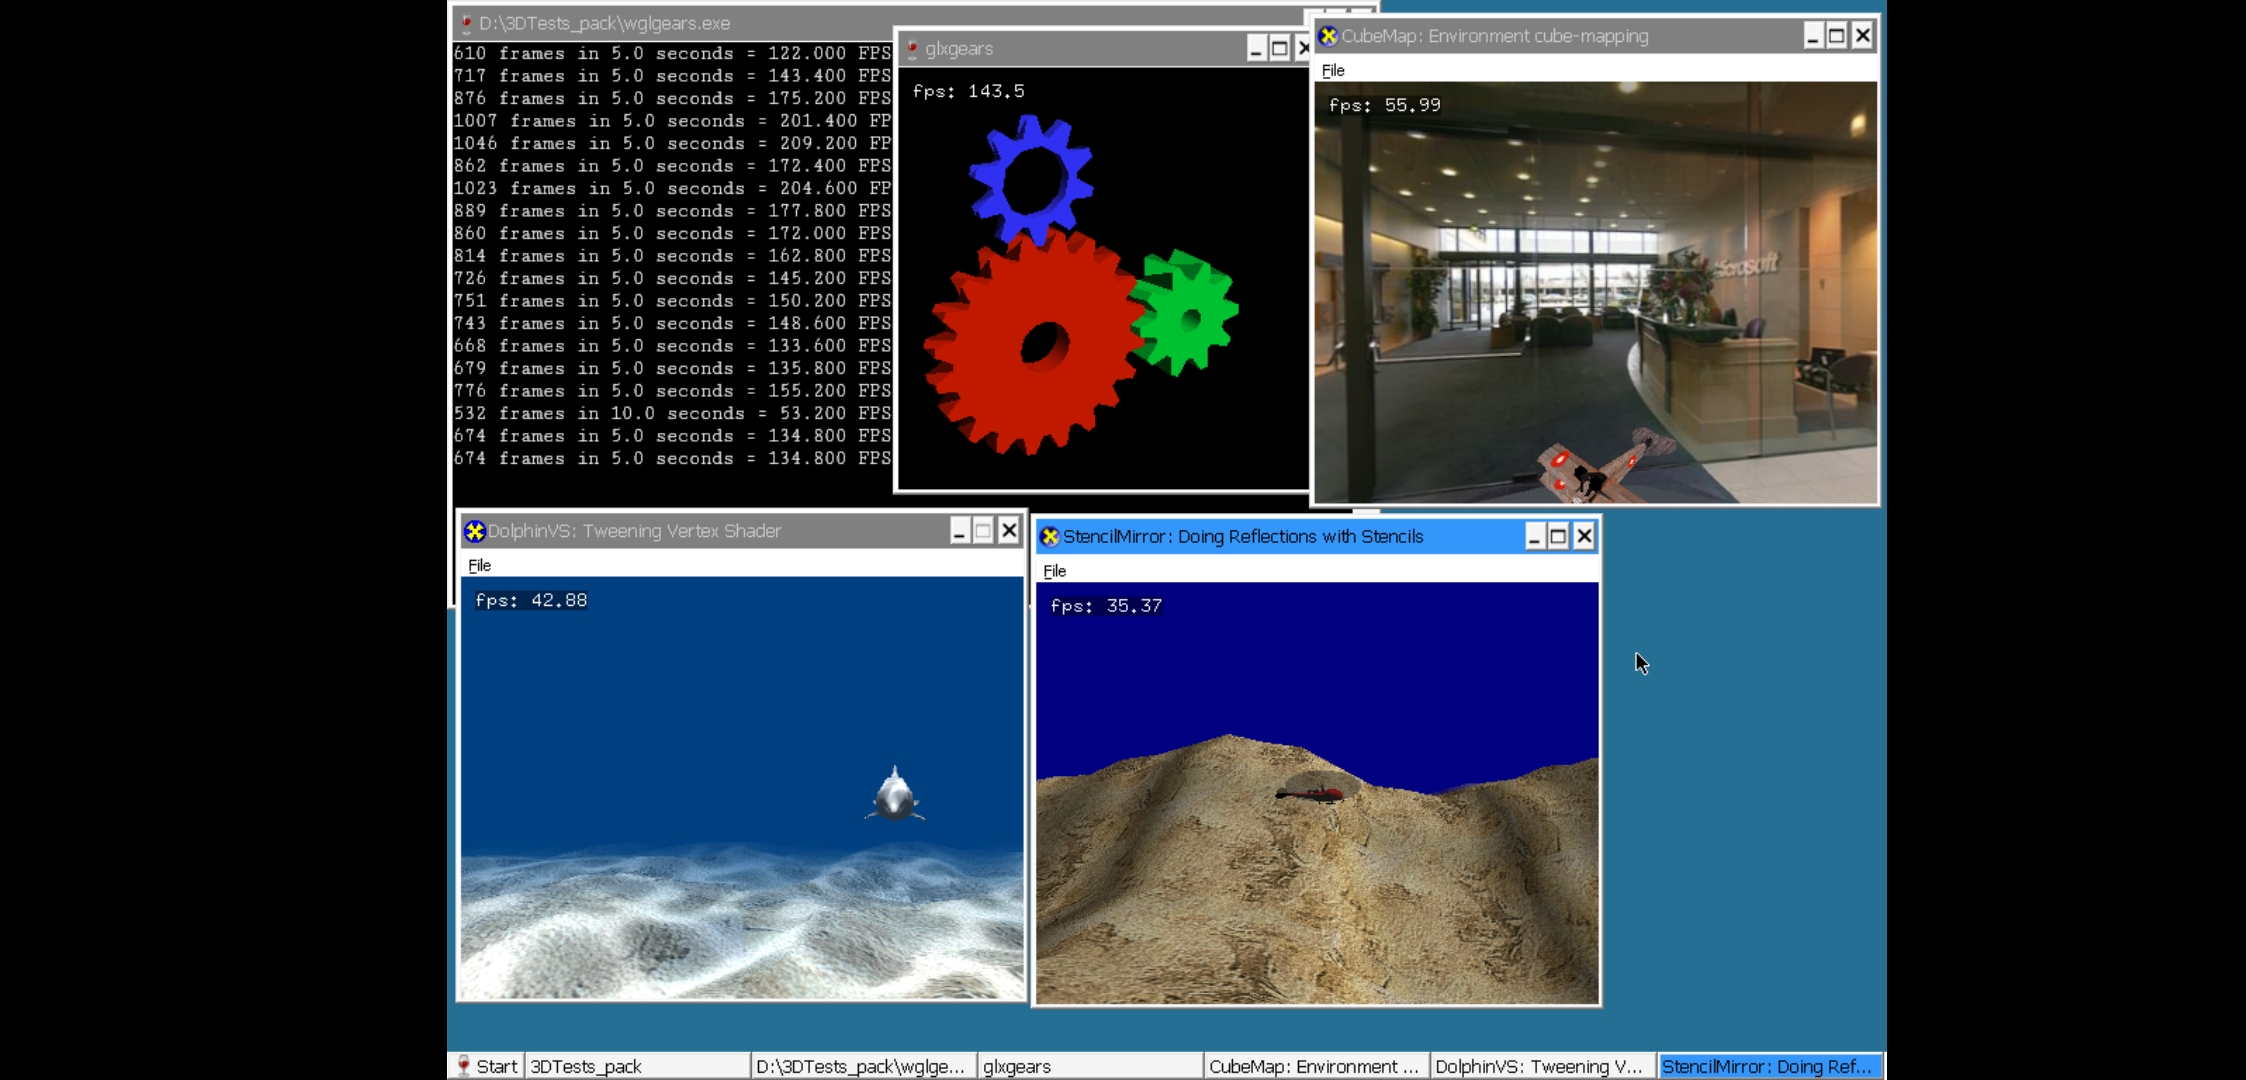 D:\3DTests_pack\wglgears.exe
610 frames in 5.0 seconds = 122.000 FPS
717 frames in 5.0 seconds = 143.400 FPS
876 frames in 5.0 seconds = 175.200 FPS
1007 frames in 5.0 seconds = 201.400 FP
1046 frames in 5.0 seconds = 209.200 FP
862 frames in 5.0 seconds = 172.400 FPS
1023 frames in 5.0 seconds = 204.600 FP
889 frames in 5.0 seconds = 177.800 FPS
860 frames in 5.0 seconds = 172.000 FPS
814 frames in 5.0 seconds = 162.800 FPS
726 frames in 5.0 seconds = 145.200 FPS
751 frames in 5.0 seconds = 150.200 FPS
743 frames in 5.0 seconds = 148.600 FPS
668 frames in 5.0 seconds = 133.600 FPS
679 frames in 5.0 seconds = 135.800 FPS
776 frames in 5.0 seconds = 155.200 FPS
532 frames in 10.0 seconds = 53.200 FPS
674 frames in 5.0 seconds = 134.800 FPS
674 frames in 5.0 seconds = 134.800 FPS
glxgears
fps: 143.5
CubeMap: Environment cube-mapping
File
fps: 55.99
Microsoft
DolphinVS: Tweening Vertex Shader
File
fps: 42.88
StencilMirror: Doing Reflections with Stencils
File
fps: 35.37
Start
3DTests_pack
D:\3DTests_pack\wglge...
glxgears
CubeMap: Environment ...
DolphinVS: Tweening V...
StencilMirror: Doing Ref...